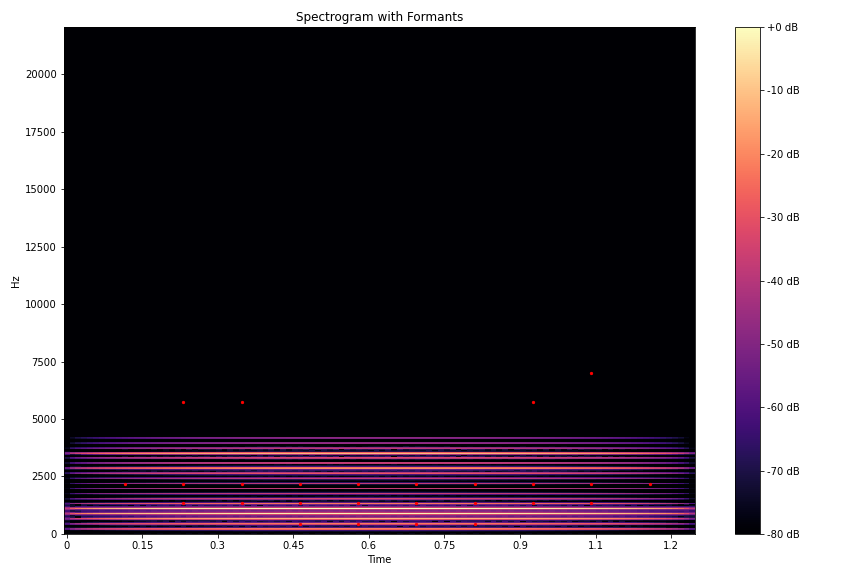 Spectrogram with Formants
20000
17500
15000
12500
10000
7500
5000
2500
0
Hz
0 0.15 0.3 0.45 0.6 0.75 0.9 1.1 1.2
Time
+0 dB
-10 dB
-20 dB
-30 dB
-40 dB
-50 dB
-60 dB
-70 dB
-80 dB